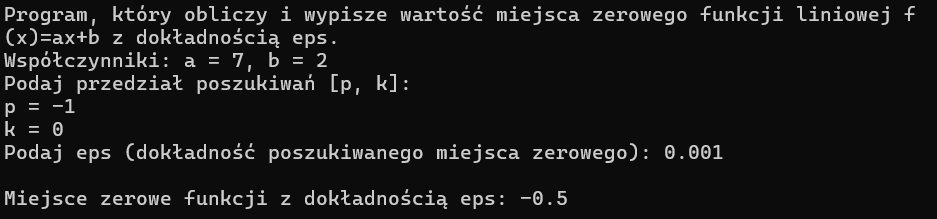 Program, który obliczy i wypisze wartość miejsca zerowego funkcji liniowej f
(x)=ax+b z dokładnością eps.
Współczynniki: a = 7, b = 2
Podaj przedział poszukiwań [p, k]:
p = -1
k = 0
Podaj eps (dokładność poszukiwanego miejsca zerowego): 0.001
Miejsce zerowe funkcji z dokładnością eps: -0.5